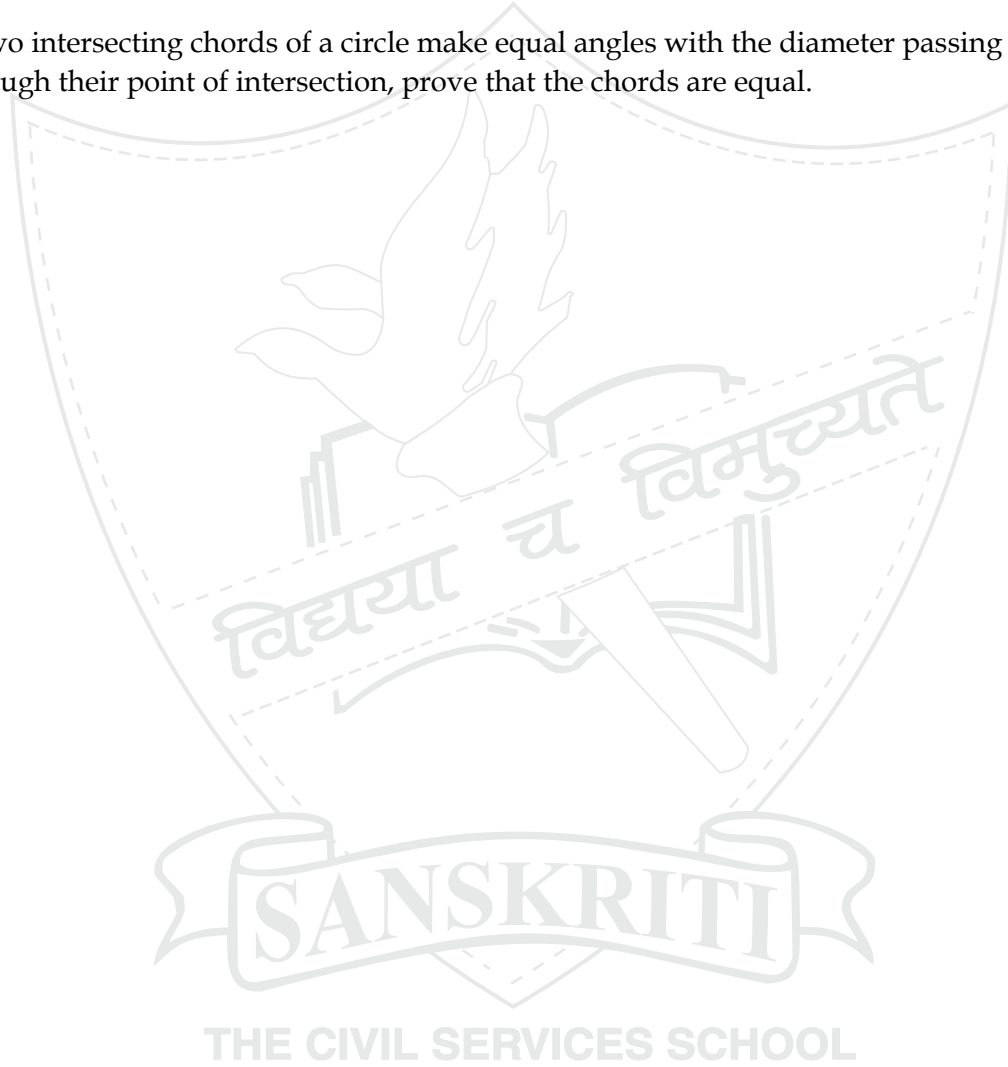 vo intersecting chords of a circle make equal angles with the diameter passing
ugh their point of intersection, prove that the chords are equal.
विद्यया च विमुच्यते
SANSKRITI
THE CIVIL SERVICES SCHOOL